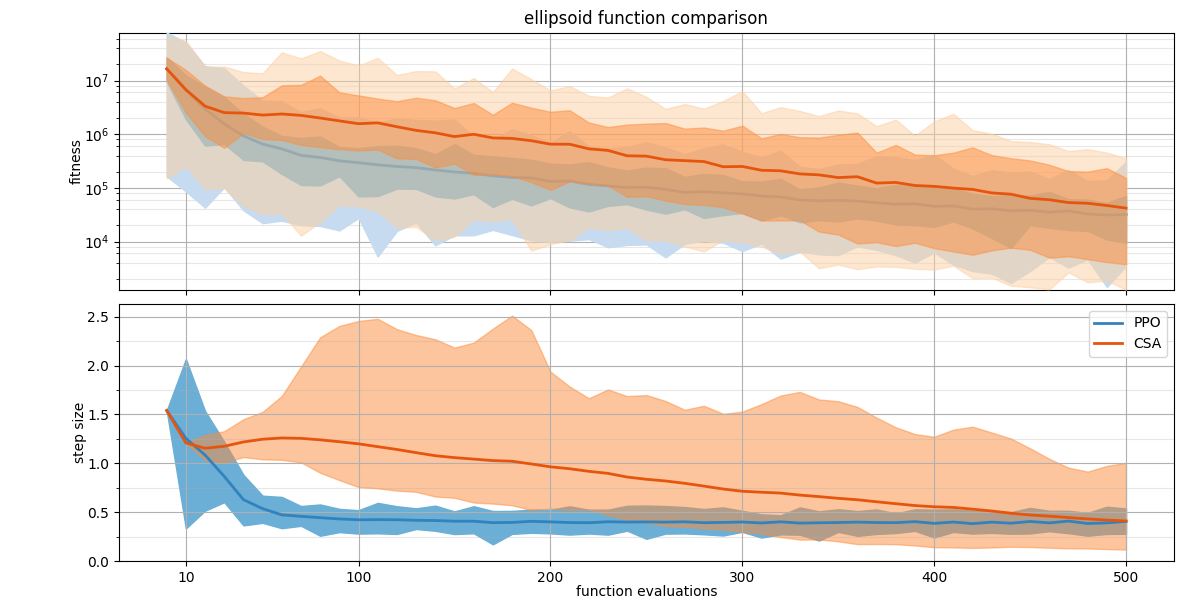 ellipsoid function comparison
fitness
10⁷
10⁶
10⁵
10⁴
step size
2.5
2.0
1.5
1.0
0.5
0.0
PPO
CSA
10 100 200 300 400 500
function evaluations